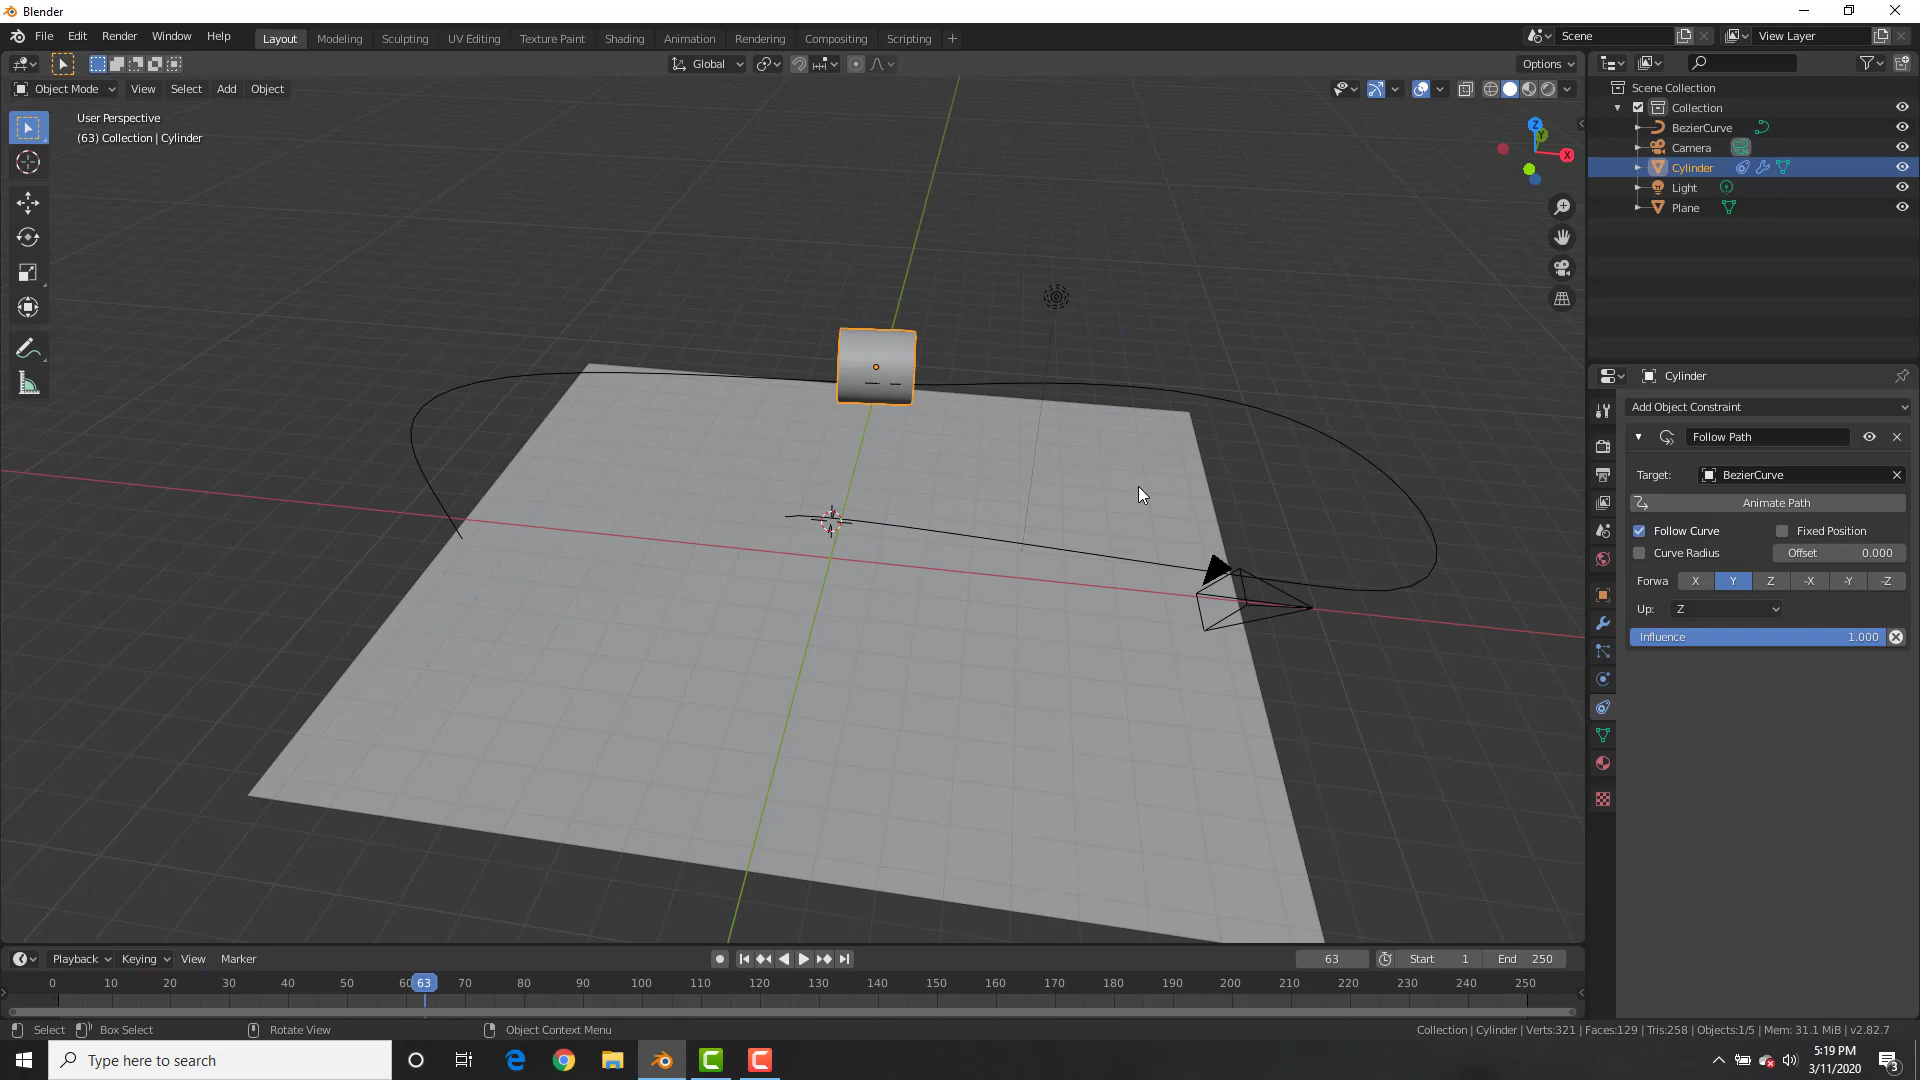 Blender
File Edit Render Window Help
Layout Modeling Sculpting UV Editing Texture Paint Shading Animation Rendering Compositing Scripting +
Scene View Layer
Global Options
Object Mode View Select Add Object
User Perspective
(63) Collection | Cylinder
Z
Y
X
Scene Collection
Collection
BezierCurve
Camera
Cylinder
Light
Plane
Cylinder
Add Object Constraint
Follow Path
Target: BezierCurve
Animate Path
Follow Curve Fixed Position
Curve Radius Offset 0.000
Forwa X Y Z -X -Y -Z
Up: Z
Influence 1.000
Playback Keying View Marker 63 Start 1 End 250
0 10 20 30 40 50 60 63 70 80 90 100 110 120 130 140 150 160 170 180 190 200 210 220 230 240 250
Select Box Select Rotate View Object Context Menu Collection | Cylinder | Verts:321 | Faces:129 | Tris:258 | Objects:1/5 | Mem: 31.1 MiB | v2.82.7
Type here to search
5:19 PM
3/11/2020
3